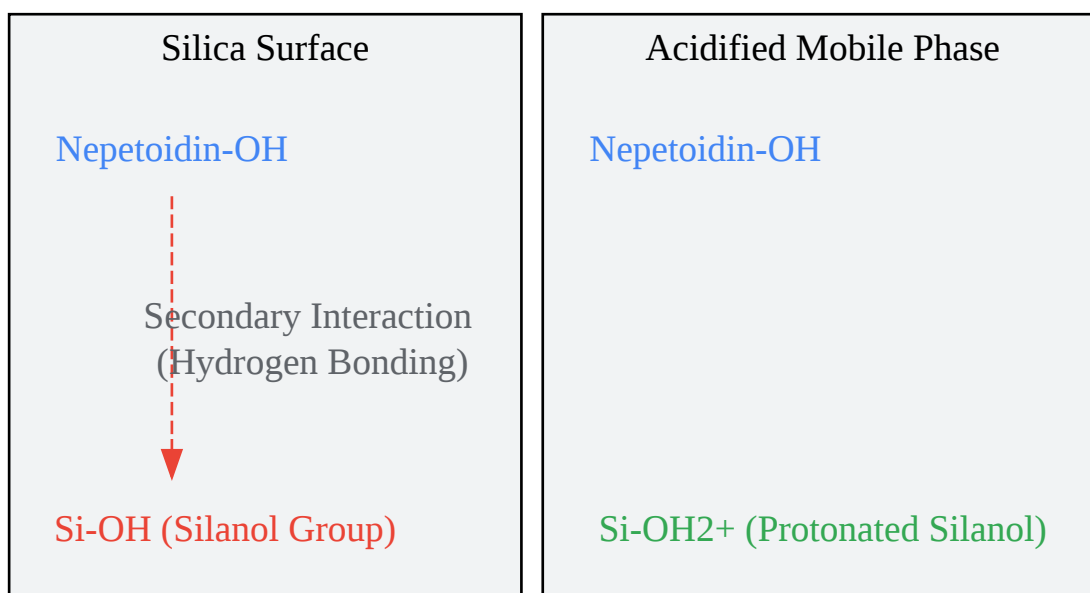 Silica Surface
Nepetoidin-OH
Secondary Interaction
(Hydrogen Bonding)
Si-OH (Silanol Group)
Acidified Mobile Phase
Nepetoidin-OH
Si-OH2+ (Protonated Silanol)